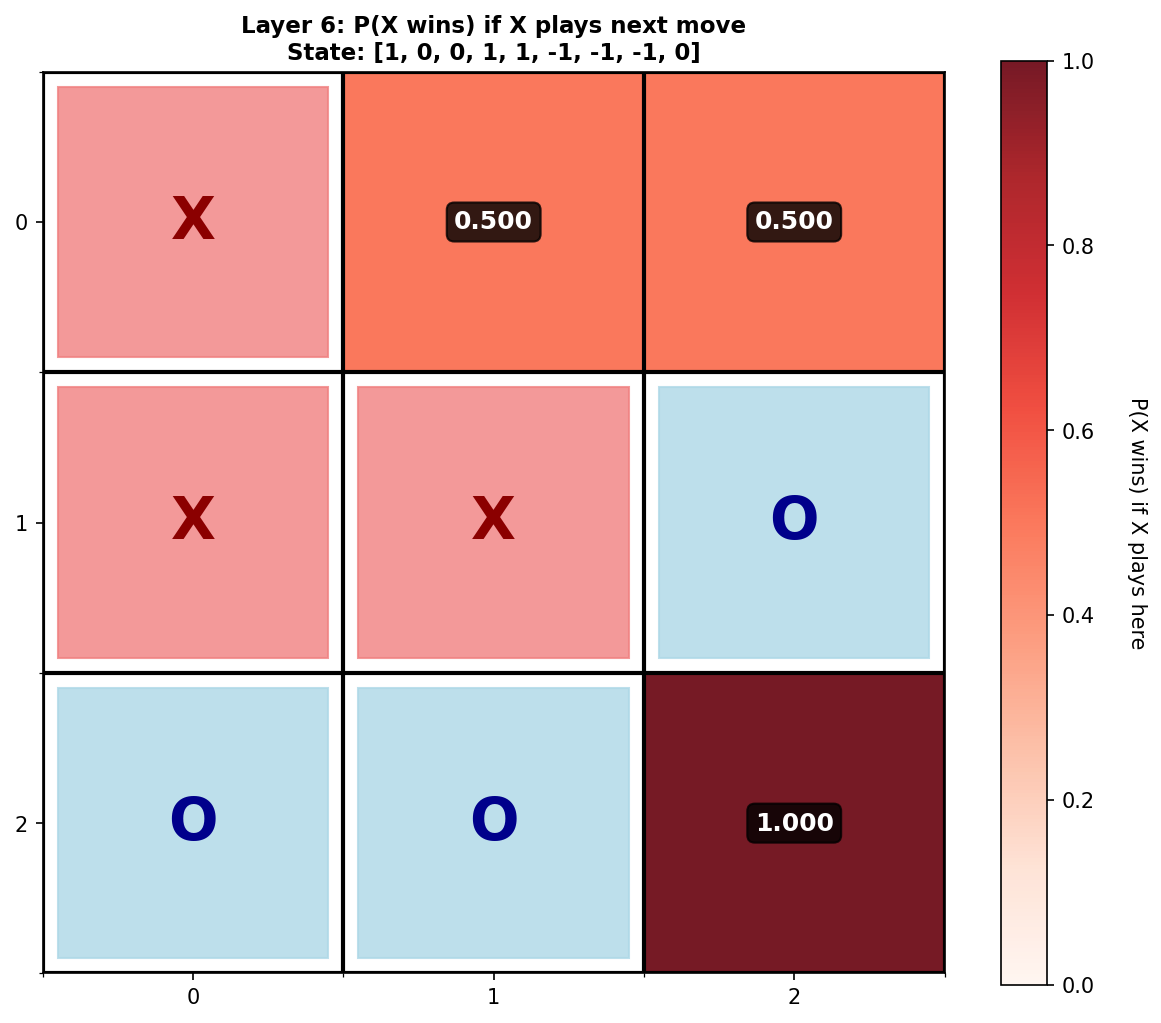 Layer 6: P(X wins) if X plays next move
State: [1, 0, 0, 1, 1, -1, -1, -1, 0]
0
X
0.500
0.500
1
X
X
O
2
O
O
1.000
0
1
2
1.0
0.8
0.6
0.4
0.2
0.0
P(X wins) if X plays here